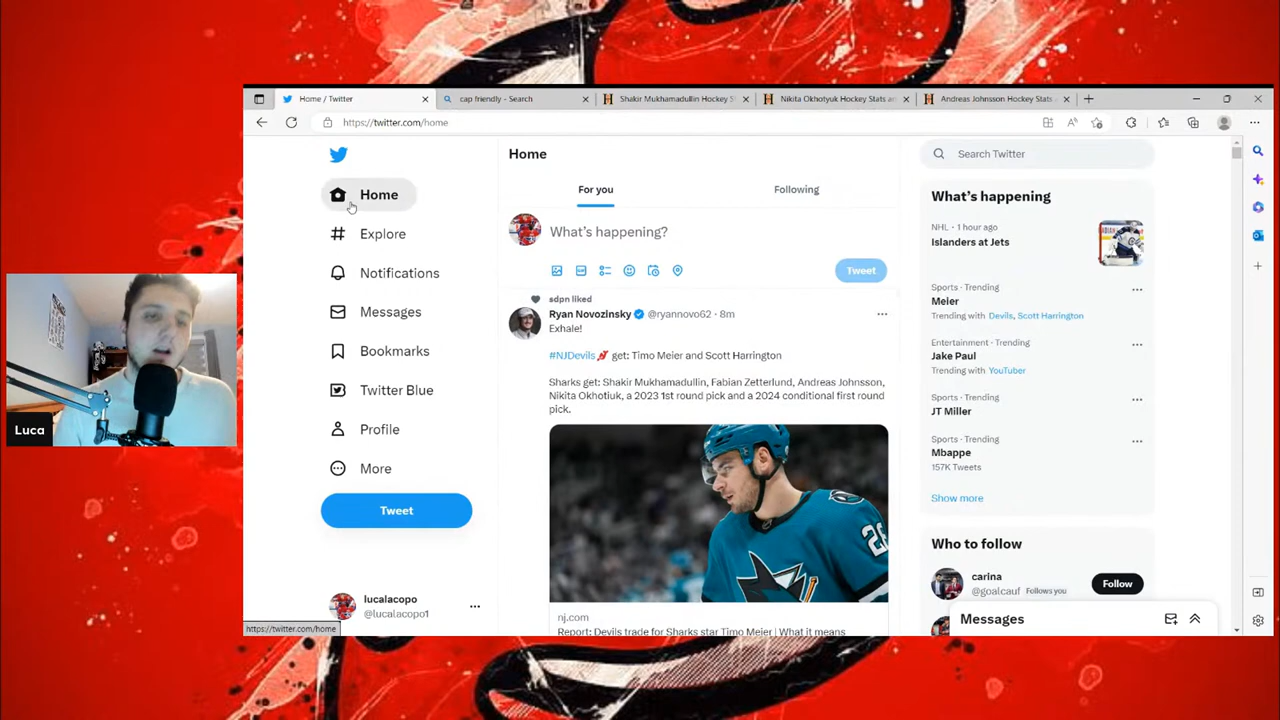 Home / Twitter
cap friendly - Search
Shakir Mukhamadullin Hockey S
Nikita Okhotyuk Hockey Stats an
Andreas Johnsson Hockey Stats
https://twitter.com/home
Home
Explore
Notifications
Messages
Bookmarks
Twitter Blue
Profile
More
Tweet
lucalacopo
@lucalacopo1
https://twitter.com/home
Home
For you
Following
What's happening?
Tweet
sdpn liked
Ryan Novozinsky @ryannovo62 · 8m
Exhale!
#NJDevils get: Timo Meier and Scott Harrington
Sharks get: Shakir Mukhamadullin, Fabian Zetterlund, Andreas Johnsson,
Nikita Okhotiuk, a 2023 1st round pick and a 2024 conditional first round
pick.
28
nj.com
Report: Devils trade for Sharks star Timo Meier | What it means
Search Twitter
What's happening
NHL · 1 hour ago
Islanders at Jets
Sports · Trending
Meier
Trending with Devils, Scott Harrington
Entertainment · Trending
Jake Paul
Trending with YouTube
Sports · Trending
JT Miller
Sports · Trending
Mbappe
157K Tweets
Show more
Who to follow
carina
@goalcauf Follows you
Follow
Messages
Luca